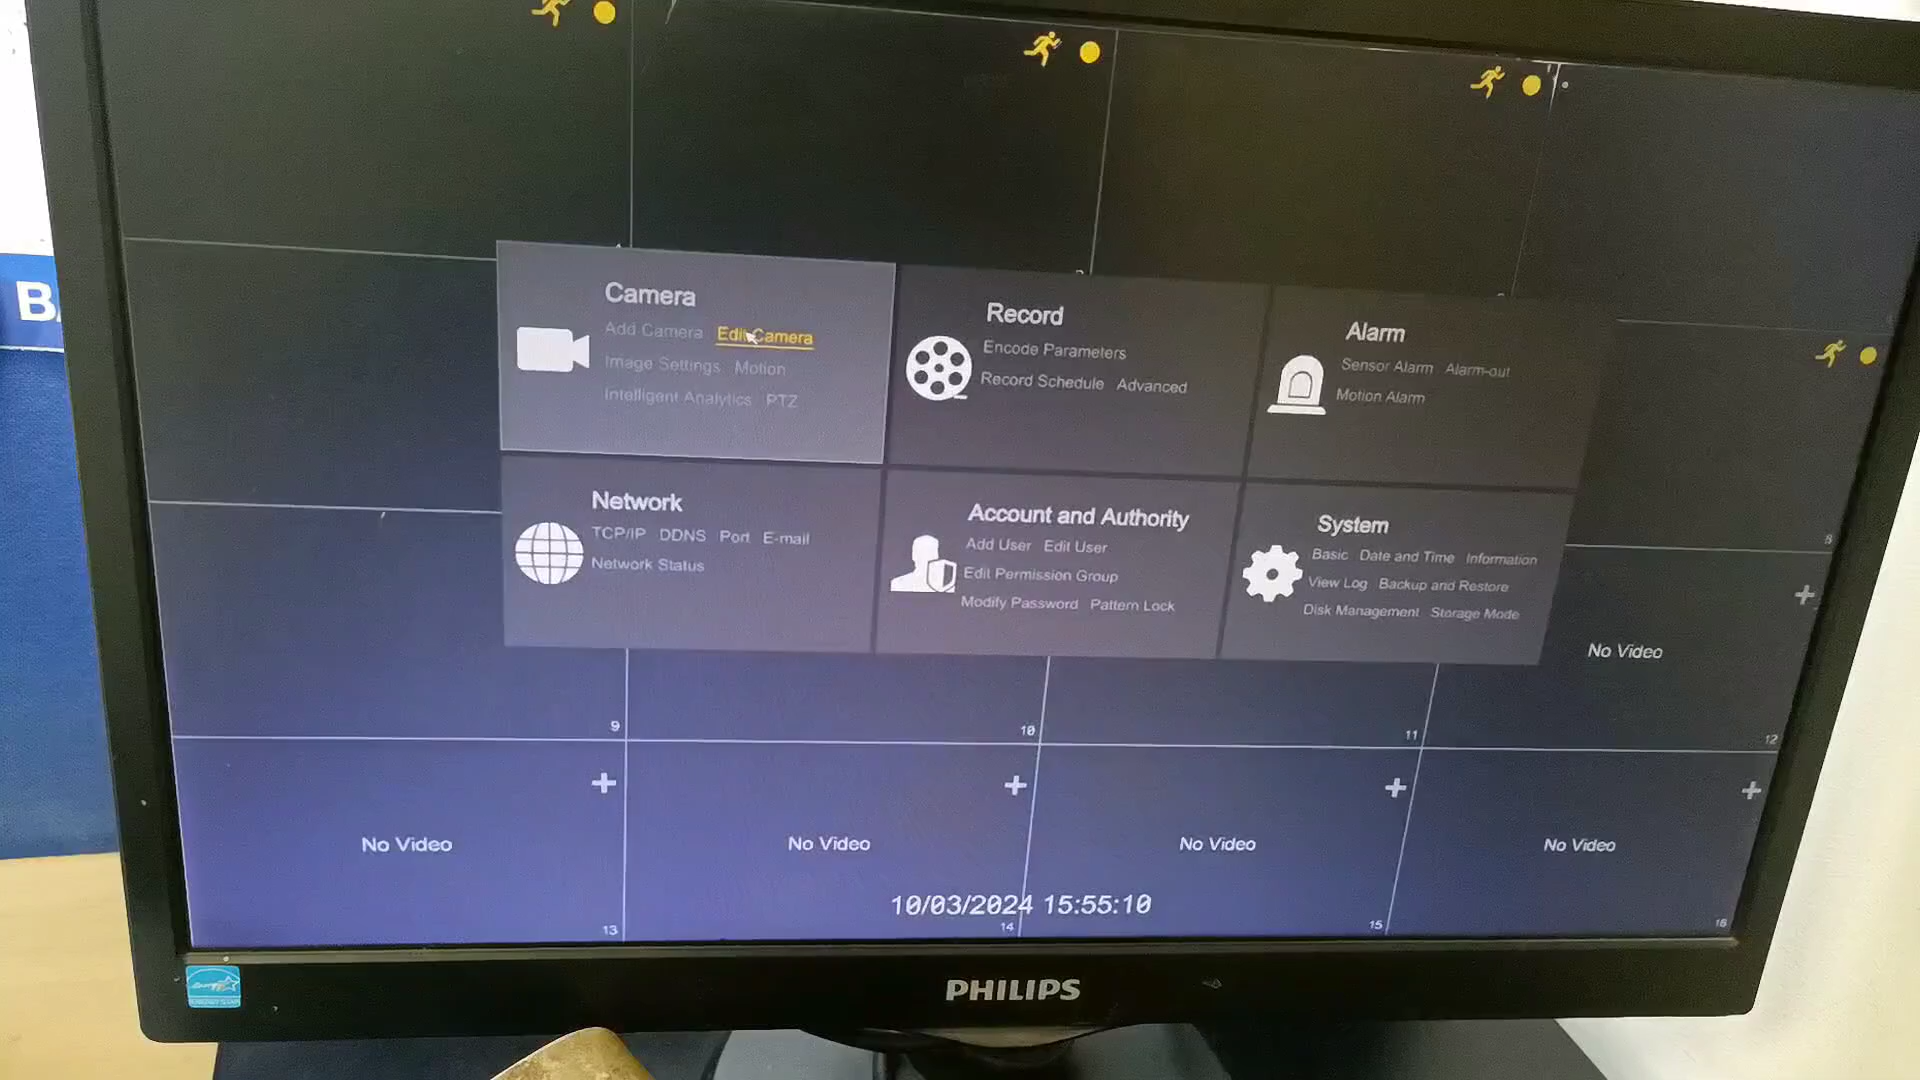 B
Camera
Add Camera Edit Camera
Image Settings Motion
Intelligent Analytics PTZ
Record
Encode Parameters
Record Schedule Advanced
Alarm
Sensor Alarm Alarm-out
Motion Alarm
Network
TCP/IP DDNS Port E-mail
Network Status
Account and Authority
Add User Edit User
Edit Permission Group
Modify Password Pattern Lock
System
Basic Date and Time Information
View Log Backup and Restore
Disk Management Storage Mode
8
No Video
9
10
11
12
No Video
No Video
No Video
No Video
10/03/2024 15:55:10
13
14
15
16
PHILIPS